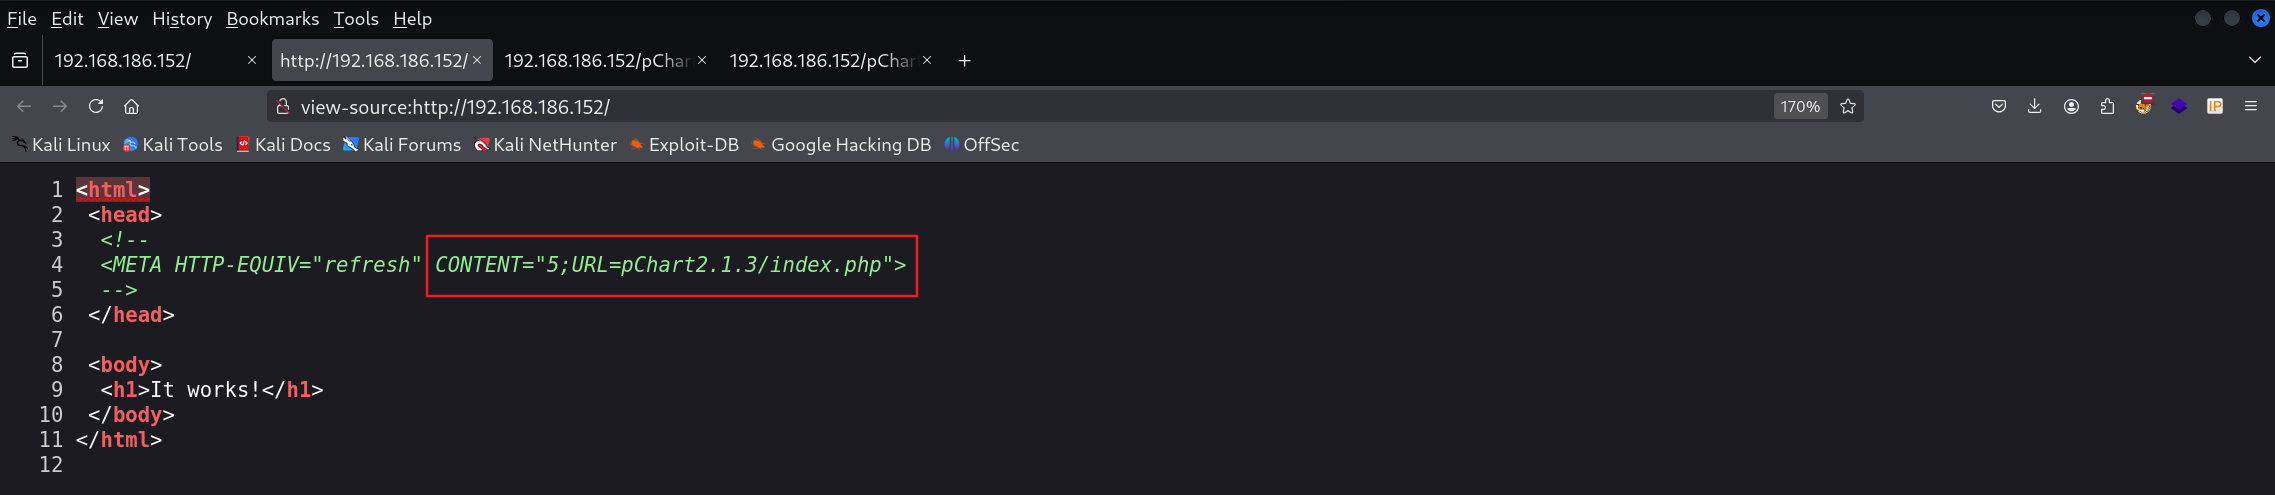 File Edit View History Bookmarks Tools Help
192.168.186.152/ http://192.168.186.152/ 192.168.186.152/pChar 192.168.186.152/pChar
view-source:http://192.168.186.152/ 170% IP
Kali Linux Kali Tools Kali Docs Kali Forums Kali NetHunter Exploit-DB Google Hacking DB OffSec
1 <html>
2 <head>
3 <!--
4 <META HTTP-EQUIV="refresh" CONTENT="5;URL=pChart2.1.3/index.php">
5 -->
6 </head>
7
8 <body>
9 <h1>It works!</h1>
10 </body>
11 </html>
12